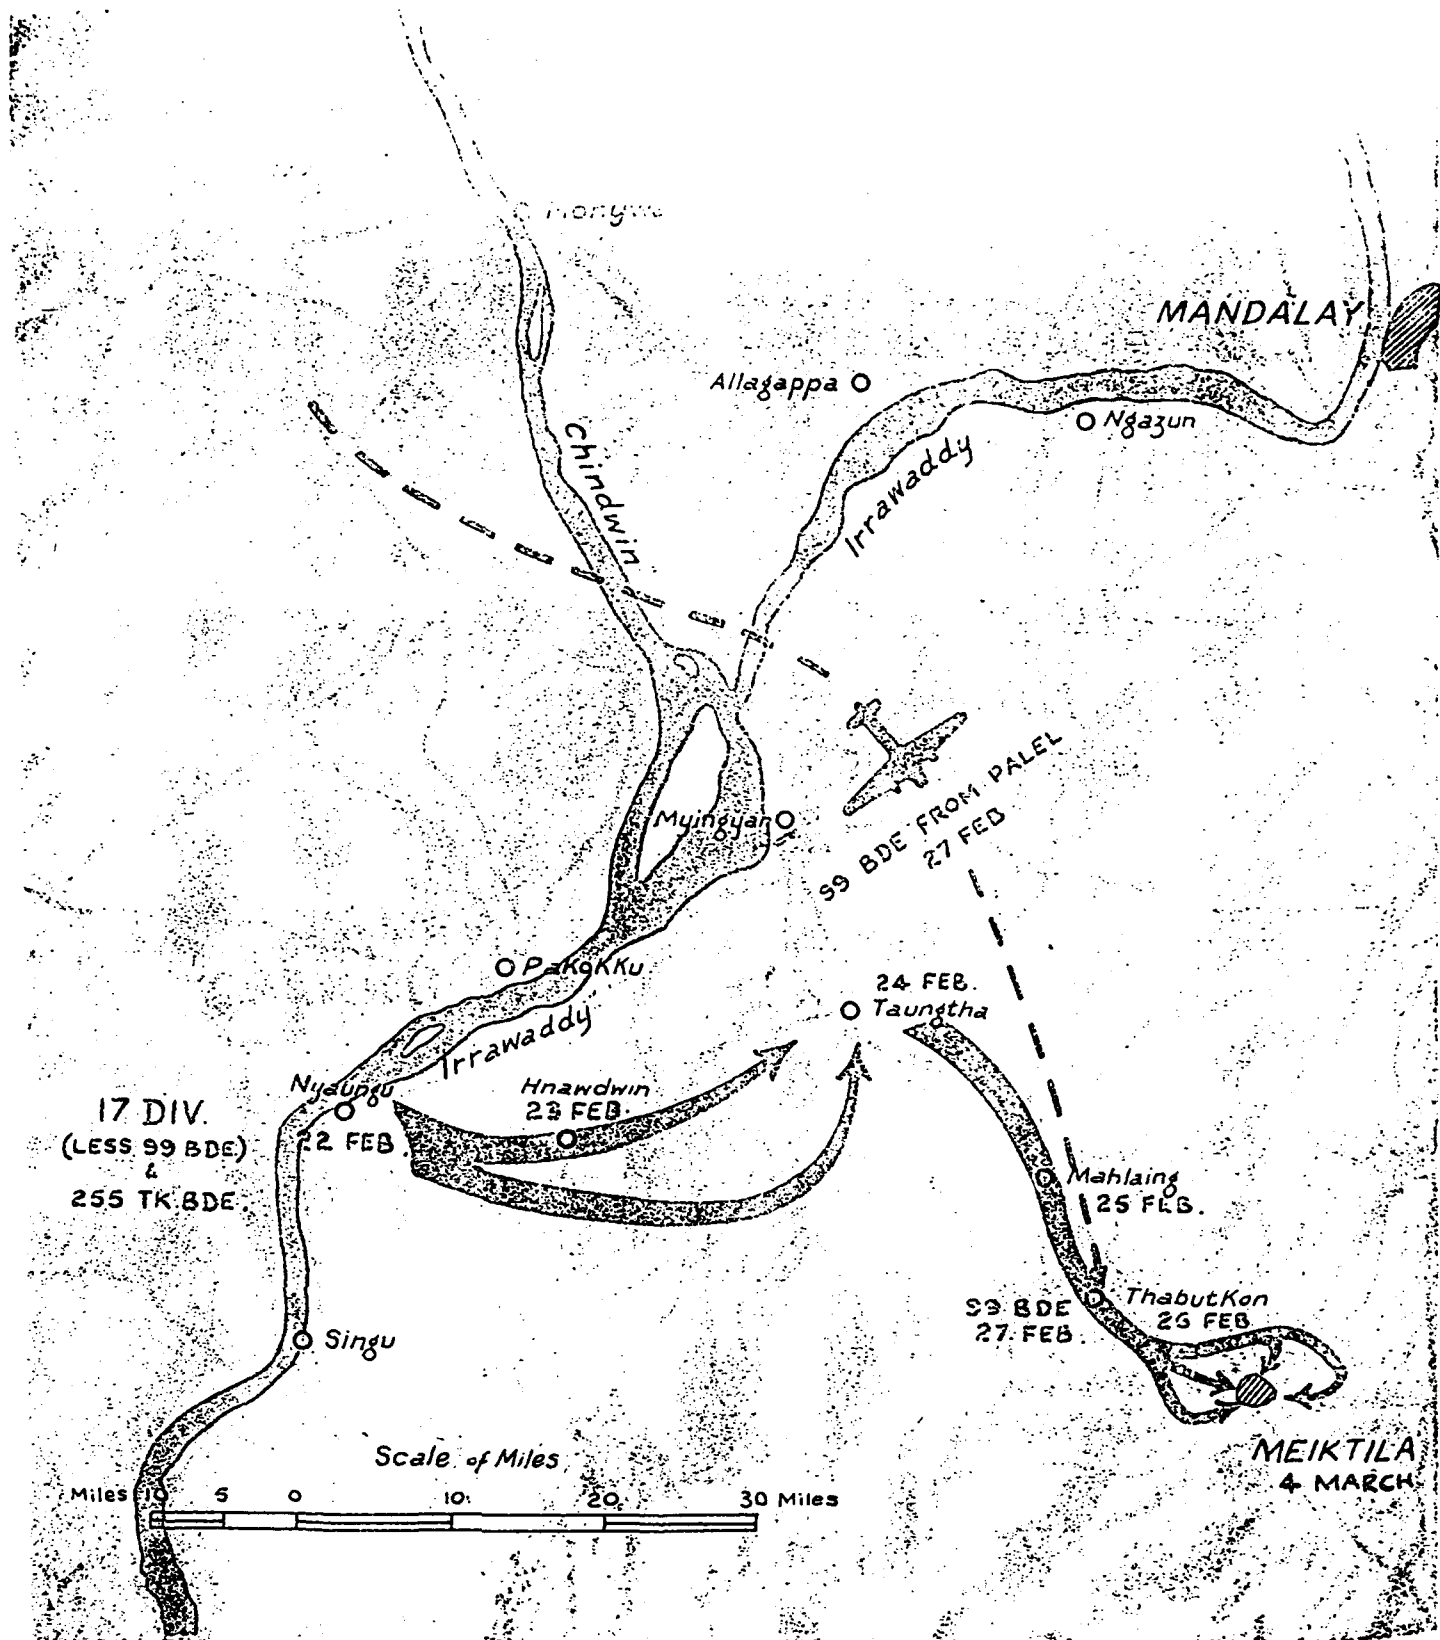 MANDALAY
Allagappa
Ngazun
Chindwin
Irrawaddy
Myingyan
99 BDE FROM PALEL
27 FEB
Pakokku
24 FEB.
Taungtha
Irrawaddy
Nyaungu
22 FEB.
Hnawdwin
23 FEB.
17 DIV.
(LESS 99 BDE)
&
255 TK.BDE.
Mahlaing
25 FEB.
Thabutkon
26 FEB
99 BDE
27. FEB.
Singu
MEIKTILA
4 MARCH
Scale of Miles
Miles 10 5 0 10 20 30 Miles